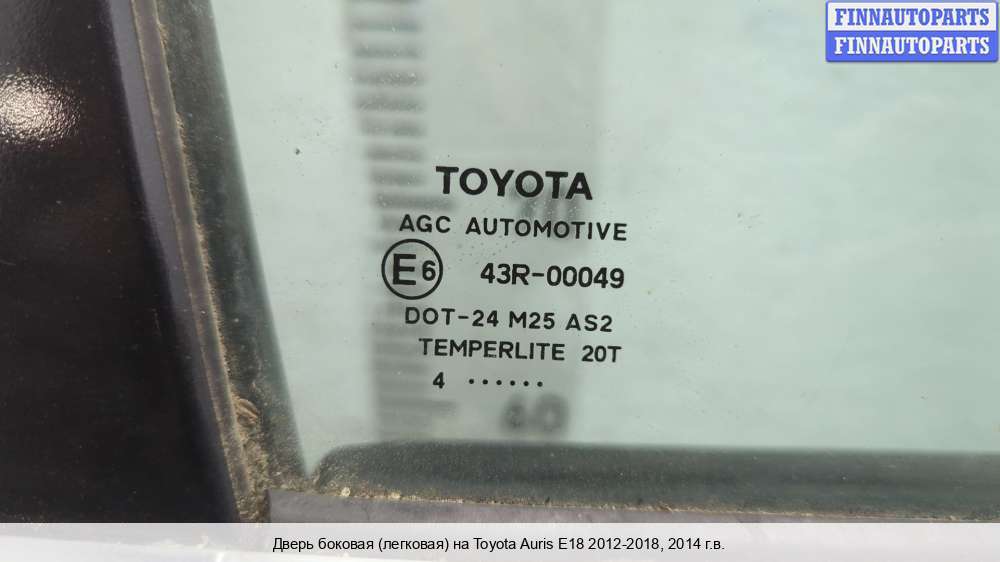 FINNAUTOPARTS
FINNAUTOPARTS
TOYOTA
AGC AUTOMOTIVE
E6 43R-00049
DOT-24 M25 AS2
TEMPERLITE 20T
4 ······
40
Дверь боковая (легковая) на Toyota Auris E18 2012-2018, 2014 г.в.